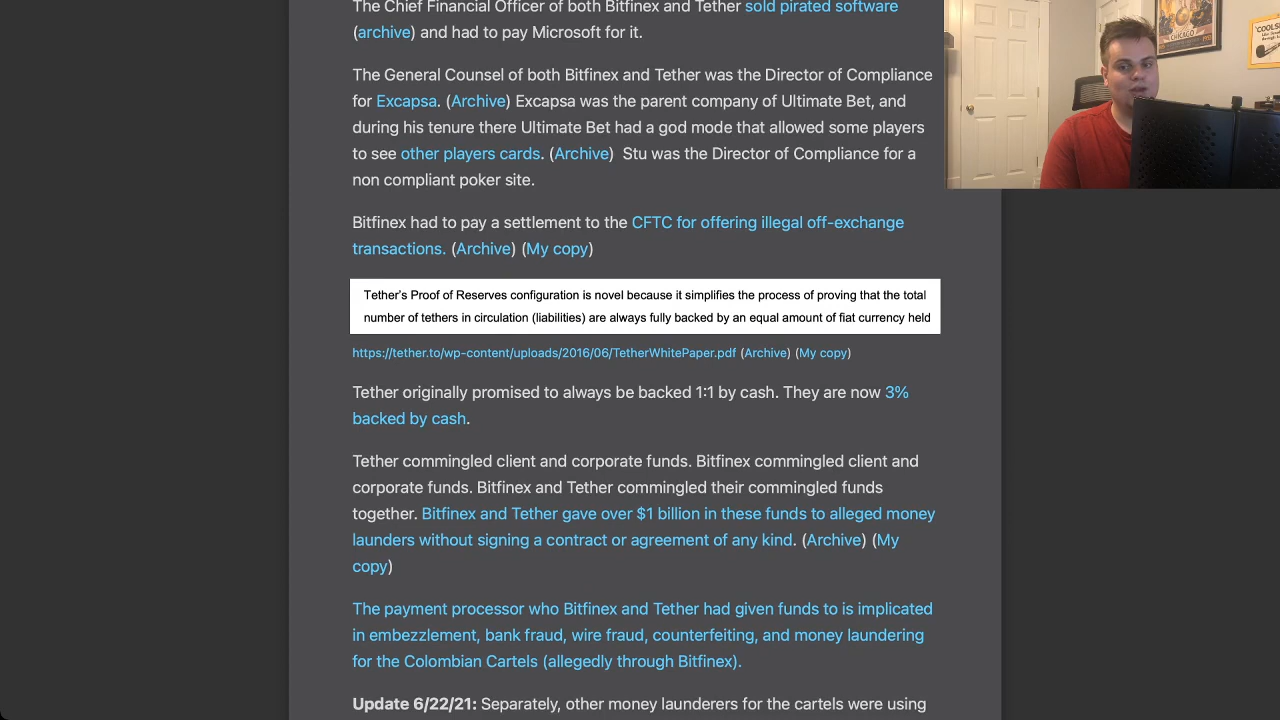 The Chief Financial Officer of both Bitfinex and Tether sold pirated software
(archive) and had to pay Microsoft for it.
The General Counsel of both Bitfinex and Tether was the Director of Compliance
for Excapsa. (Archive) Excapsa was the parent company of Ultimate Bet, and
during his tenure there Ultimate Bet had a god mode that allowed some players
to see other players cards. (Archive)  Stu was the Director of Compliance for a
non compliant poker site.
Bitfinex had to pay a settlement to the CFTC for offering illegal off-exchange
transactions. (Archive) (My copy)
Tether's Proof of Reserves configuration is novel because it simplifies the process of proving that the total
number of tethers in circulation (liabilities) are always fully backed by an equal amount of fiat currency held
https://tether.to/wp-content/uploads/2016/06/TetherWhitePaper.pdf (Archive) (My copy)
Tether originally promised to always be backed 1:1 by cash. They are now 3%
backed by cash.
Tether commingled client and corporate funds. Bitfinex commingled client and
corporate funds. Bitfinex and Tether commingled their commingled funds
together. Bitfinex and Tether gave over $1 billion in these funds to alleged money
launders without signing a contract or agreement of any kind. (Archive) (My
copy)
The payment processor who Bitfinex and Tether had given funds to is implicated
in embezzlement, bank fraud, wire fraud, counterfeiting, and money laundering
for the Colombian Cartels (allegedly through Bitfinex).
Update 6/22/21: Separately, other money launderers for the cartels were using
CHICAGO
"COOLS